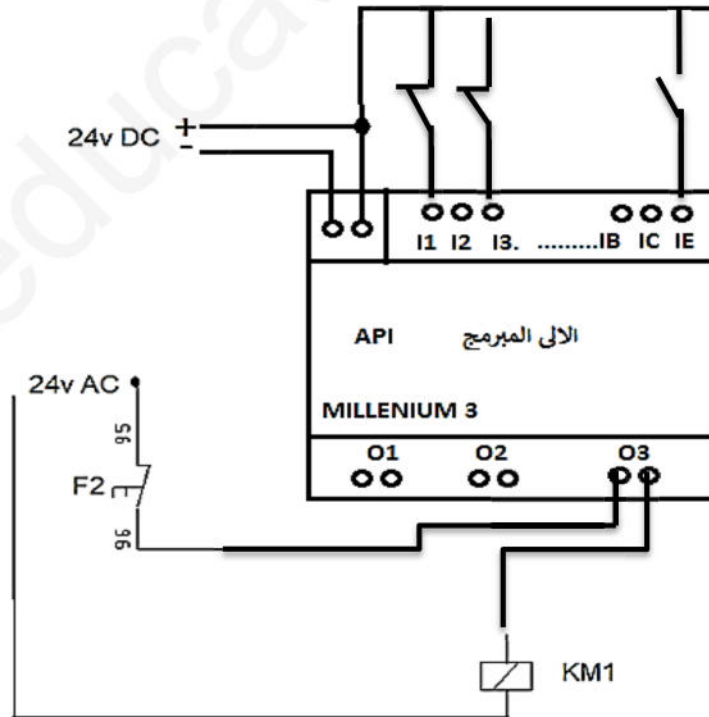 24v DC + -
I1 I2 I3. .........IB IC IE
API الالى المبرمج
24v AC
MILLENIUM 3
95
O1 O2 O3
F2
96
KM1